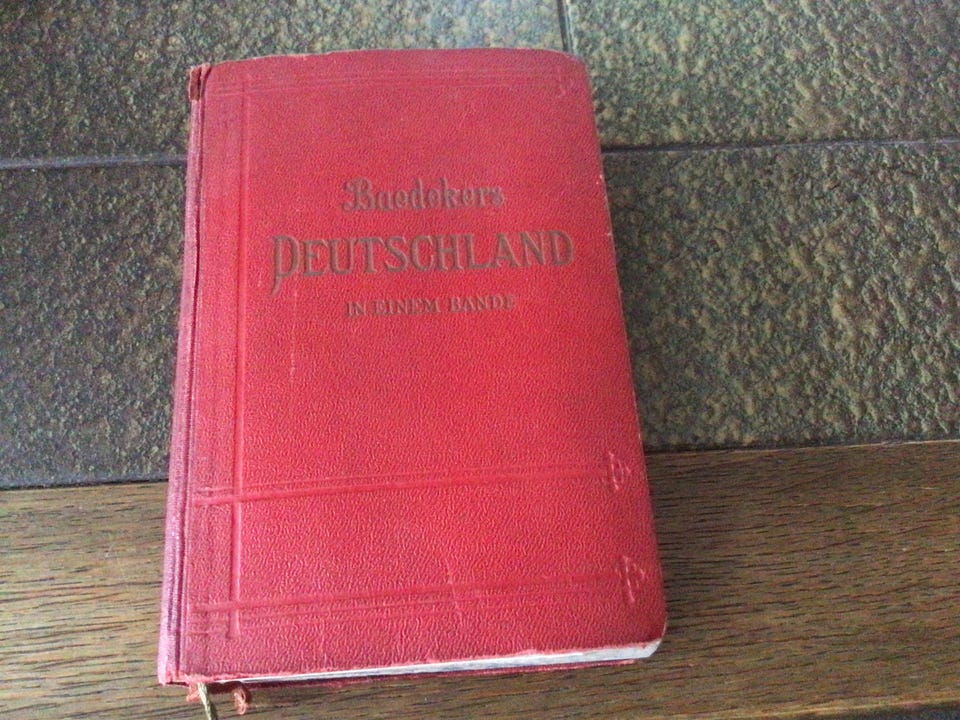 Baedekers
DEUTSCHLAND
IN EINEM BANDE